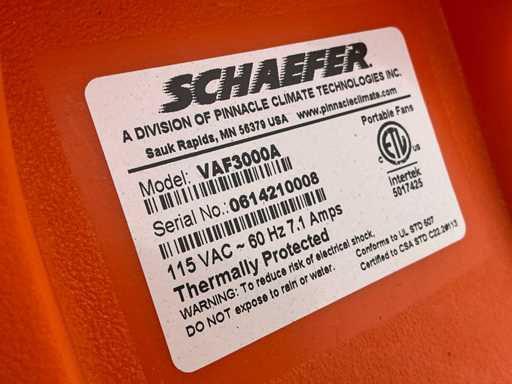 SCHAEFER
A DIVISION OF PINNACLE CLIMATE TECHNOLOGIES INC.
Sauk Rapids, MN 56379 USA www.pinnacleclimate.com
Model: VAF3000A
Portable Fans
ETL
Intertek
5017425
Serial No.: 0614210008
115 VAC ~ 60 Hz 7.1 Amps
Thermally Protected
WARNING: To reduce risk of electrical shock,
DO NOT expose to rain or water.
Conforms to UL STD 507
Certified to CSA STD C22.2#113